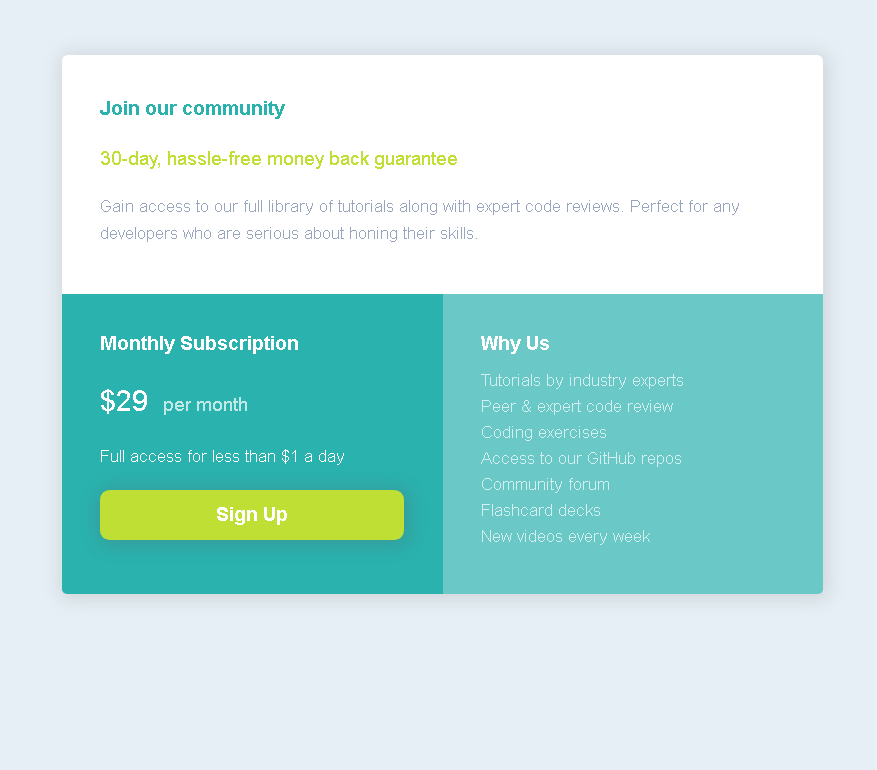 Join our community
30-day, hassle-free money back guarantee
Gain access to our full library of tutorials along with expert code reviews. Perfect for any
developers who are serious about honing their skills.
Monthly Subscription
$29 per month
Full access for less than $1 a day
Sign Up
Why Us
Tutorials by industry experts
Peer & expert code review
Coding exercises
Access to our GitHub repos
Community forum
Flashcard decks
New videos every week